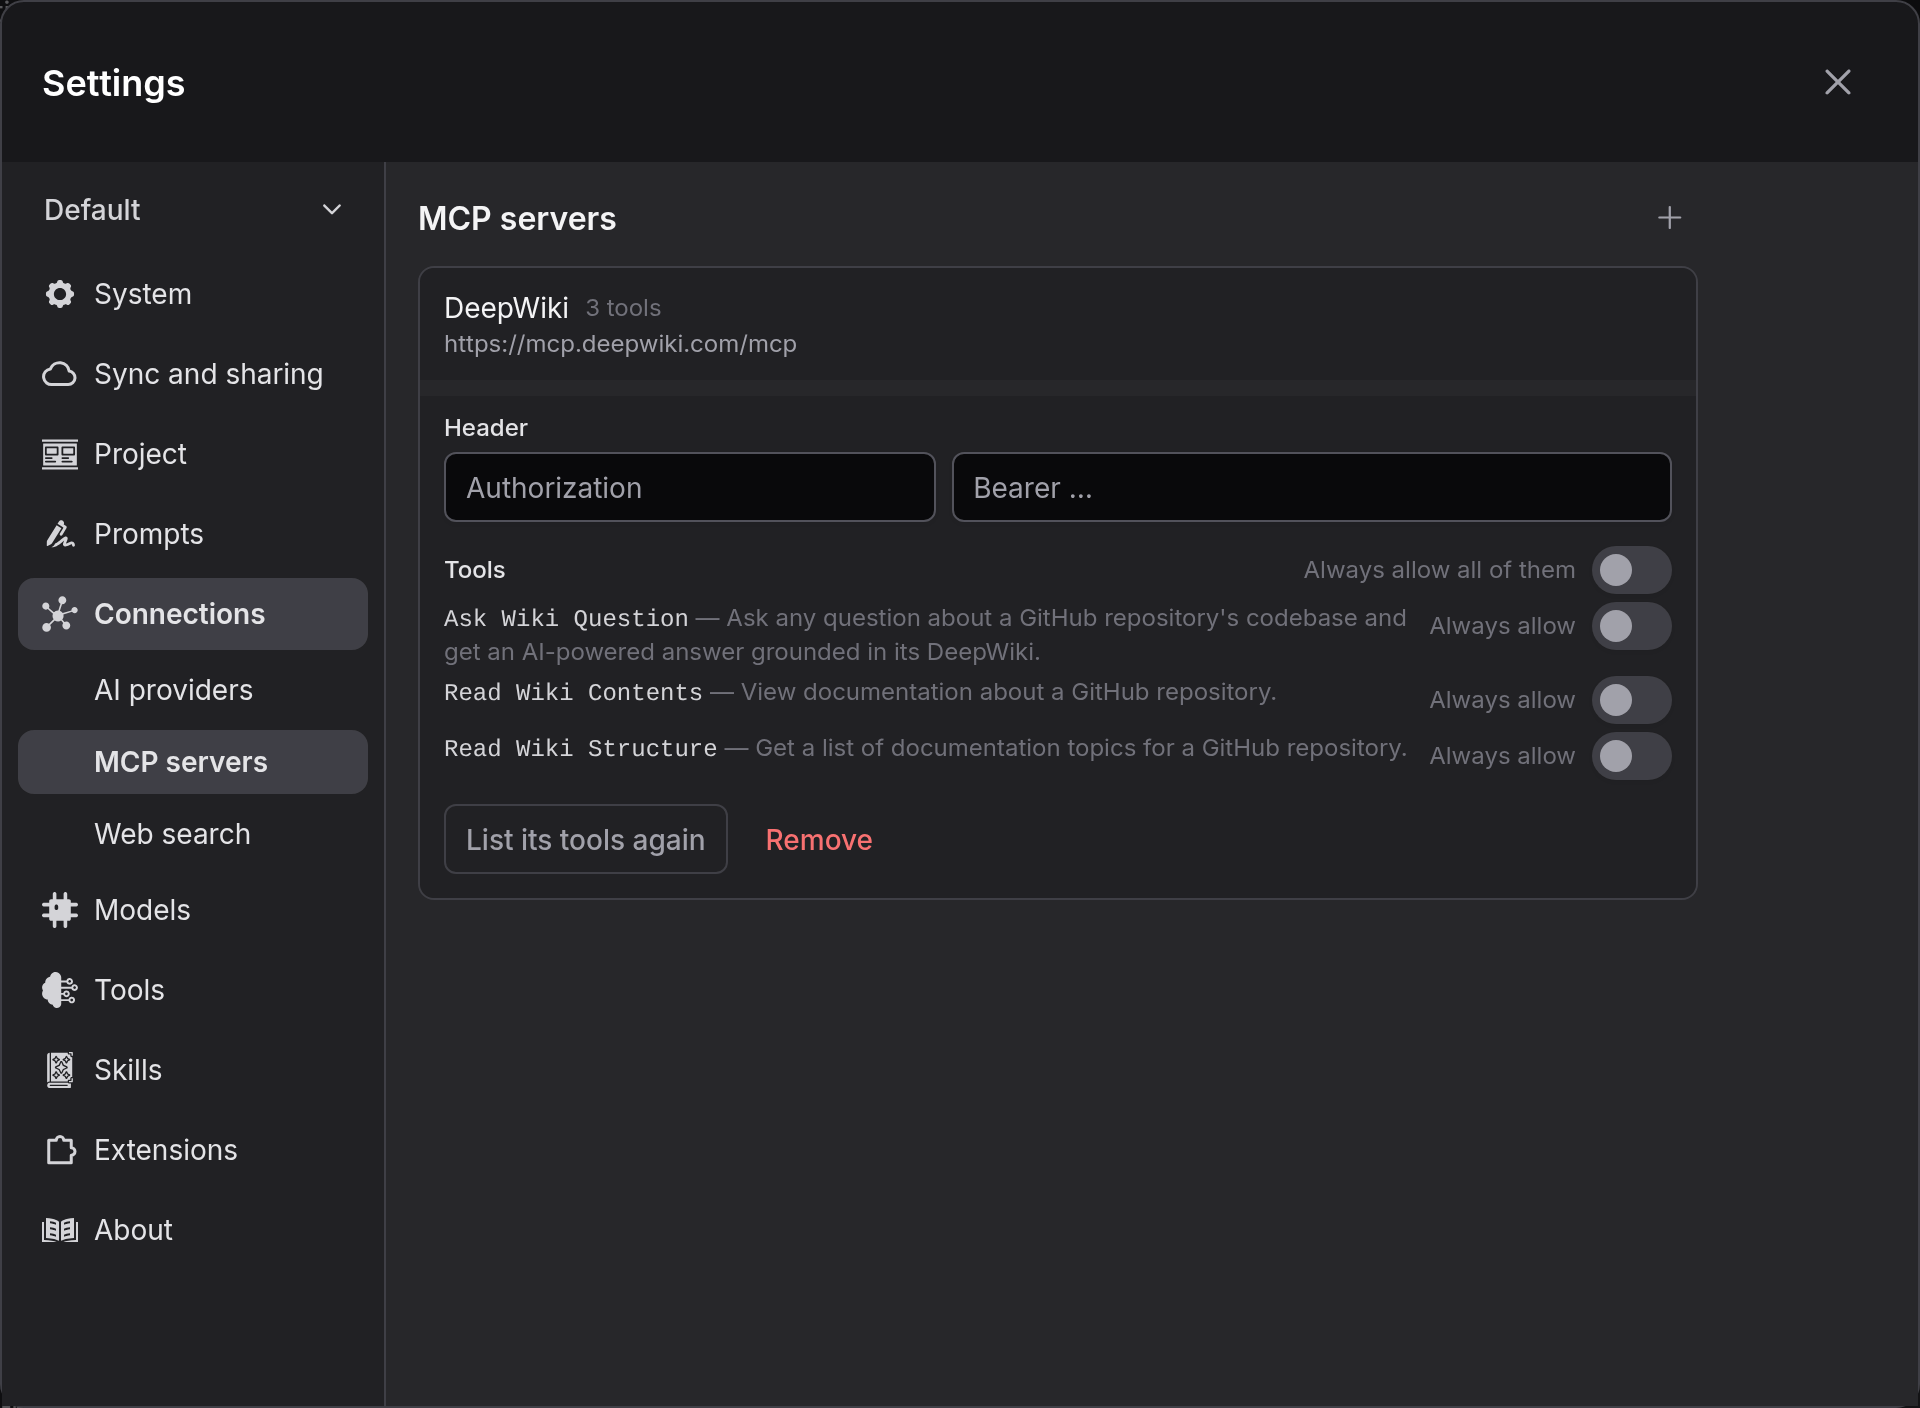 Settings
Default
System
Sync and sharing
Project
Prompts
Connections
AI providers
MCP servers
Web search
Models
Tools
Skills
Extensions
About
MCP servers
DeepWiki 3 tools
https://mcp.deepwiki.com/mcp
Header
Authorization Bearer ...
Tools Always allow all of them
Ask Wiki Question — Ask any question about a GitHub repository's codebase and Always allow
get an AI-powered answer grounded in its DeepWiki.
Read Wiki Contents — View documentation about a GitHub repository. Always allow
Read Wiki Structure — Get a list of documentation topics for a GitHub repository. Always allow
List its tools again Remove